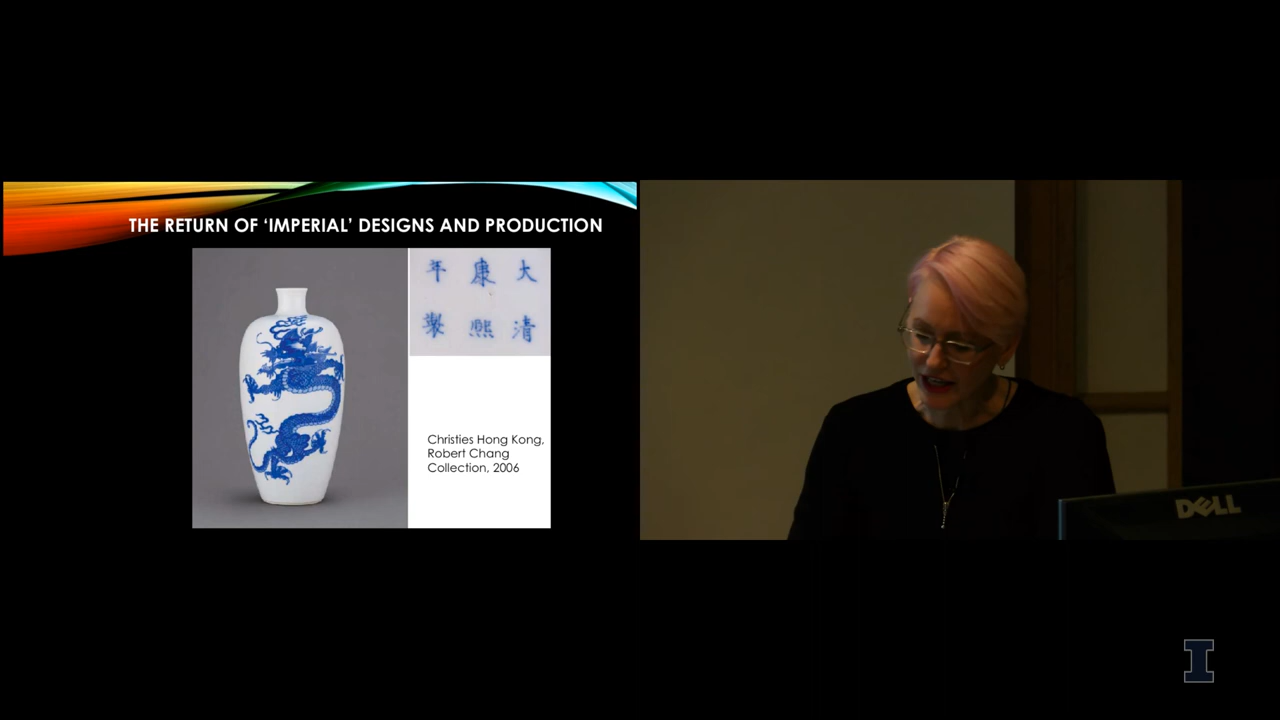 THE RETURN OF ‘IMPERIAL’ DESIGNS AND PRODUCTION
大清
康熙
年製
Christies Hong Kong,
Robert Chang
Collection, 2006
DELL
I